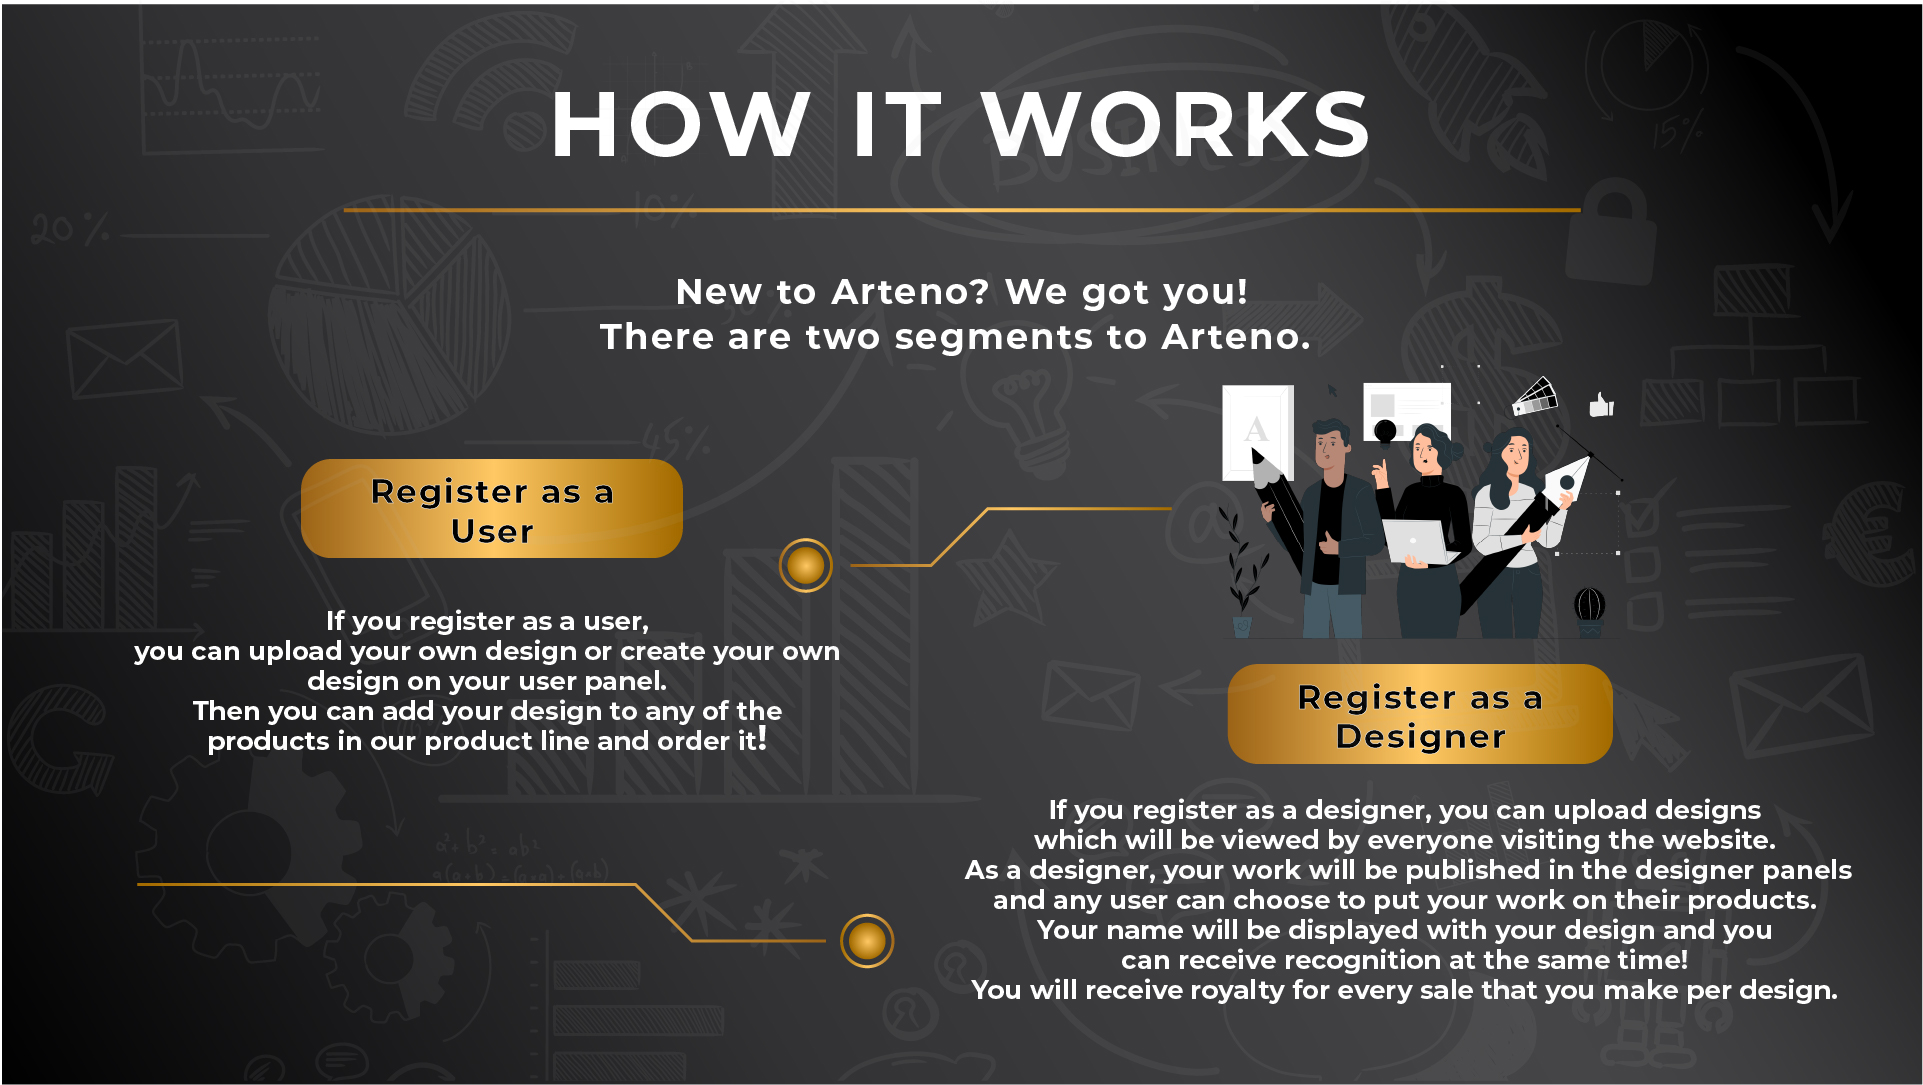 HOW IT WORKS
New to Arteno? We got you!
There are two segments to Arteno.
Register as a
User
If you register as a user,
you can upload your own design or create your own
design on your user panel.
Then you can add your design to any of the
products in our product line and order it!
A
Register as a
Designer
If you register as a designer, you can upload designs
which will be viewed by everyone visiting the website.
As a designer, your work will be published in the designer panels
and any user can choose to put your work on their products.
Your name will be displayed with your design and you
can receive recognition at the same time!
You will receive royalty for every sale that you make per design.
BUSINESS
20%
10%
30%
45%
15%